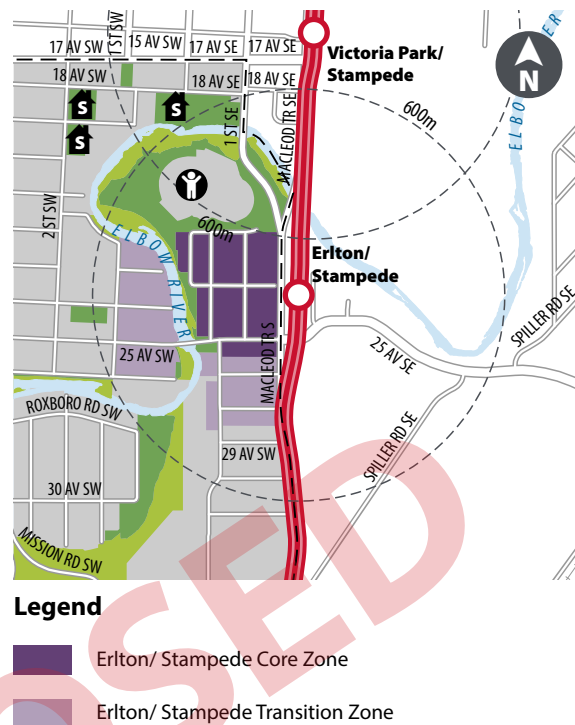 17 AV SW
1 ST SW
15 AV SW
17 AV SE
17 AV SE
18 AV SW
18 AV SE
18 AV SE
Victoria Park/
Stampede
N
S
S
S
600m
ELBOW
ER
1 ST SE
MACLEOD TR SE
2 ST SW
600m
ELBOW RIVER
Erlton/
Stampede
SPILLER RD SE
25 AV SW
MACLEOD TR S
25 AV SE
ROXBORO RD SW
29 AV SW
SPILLER RD SE
30 AV SW
MISSION RD SW
Legend
Erlton/ Stampede Core Zone
Erlton/ Stampede Transition Zone
OSED